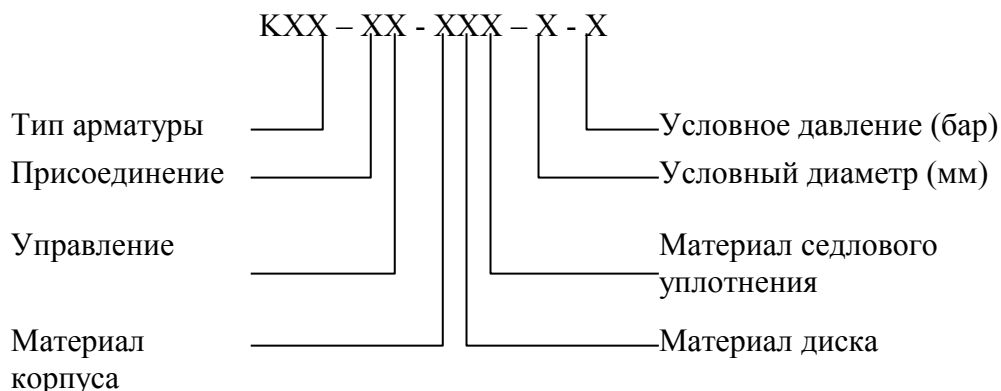 KXX – XX - XXX – X - X
Тип арматуры
Присоединение
Управление
Материал
корпуса
Условное давление (бар)
Условный диаметр (мм)
Материал седлового
уплотнения
Материал диска